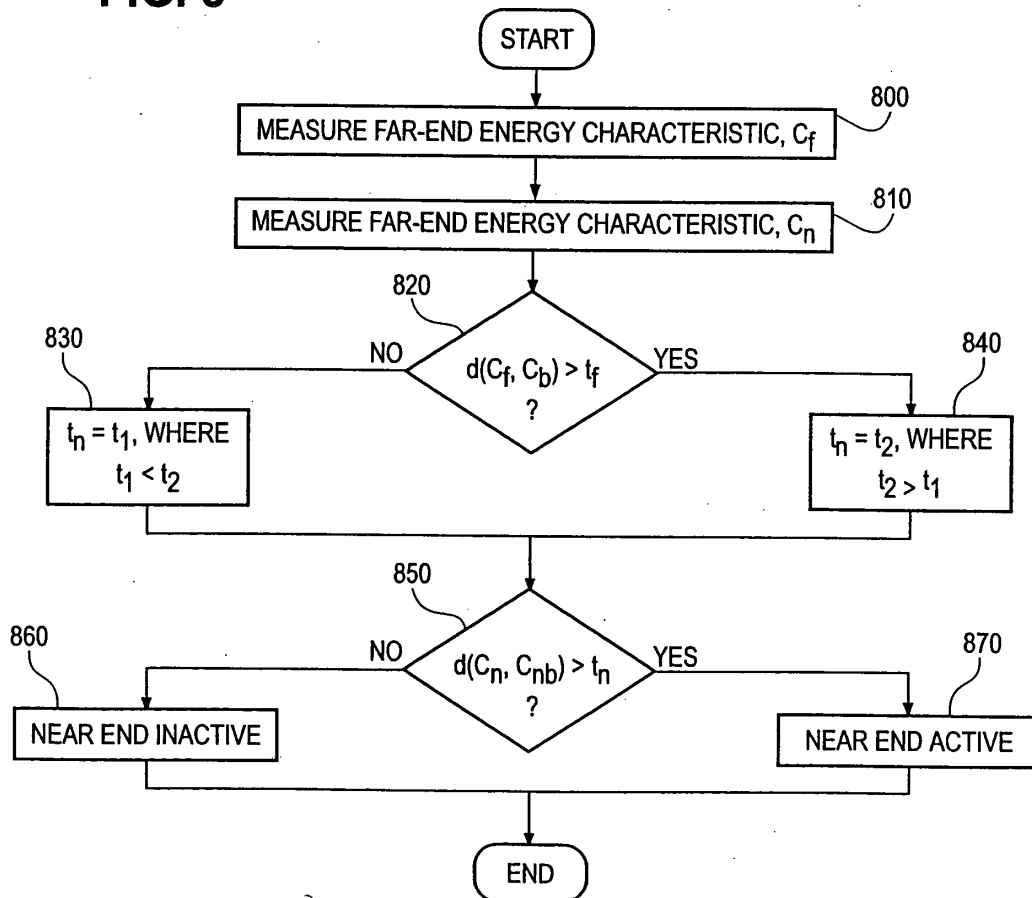 START
800
MEASURE FAR-END ENERGY CHARACTERISTIC, Cf
810
MEASURE FAR-END ENERGY CHARACTERISTIC, Cn
820
830
NO
d(Cf, Cb) > tf
?
YES
840
tn = t1, WHERE
t1 < t2
tn = t2, WHERE
t2 > t1
850
860
NO
d(Cn, Cnb) > tn
?
YES
870
NEAR END INACTIVE
NEAR END ACTIVE
END